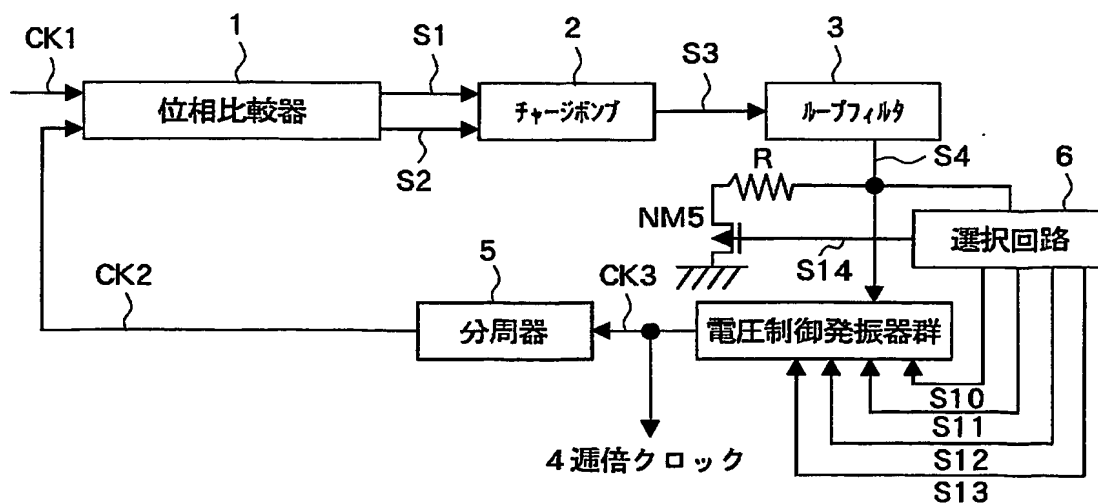 CK1
1
S1
2
S3
3
位相比較器
チャージポンプ
ループフィルタ
S2
S4
R
6
NM5
選択回路
S14
CK2
5
CK3
分周器
電圧制御発振器群
S10
S11
4逓倍クロック
S12
S13